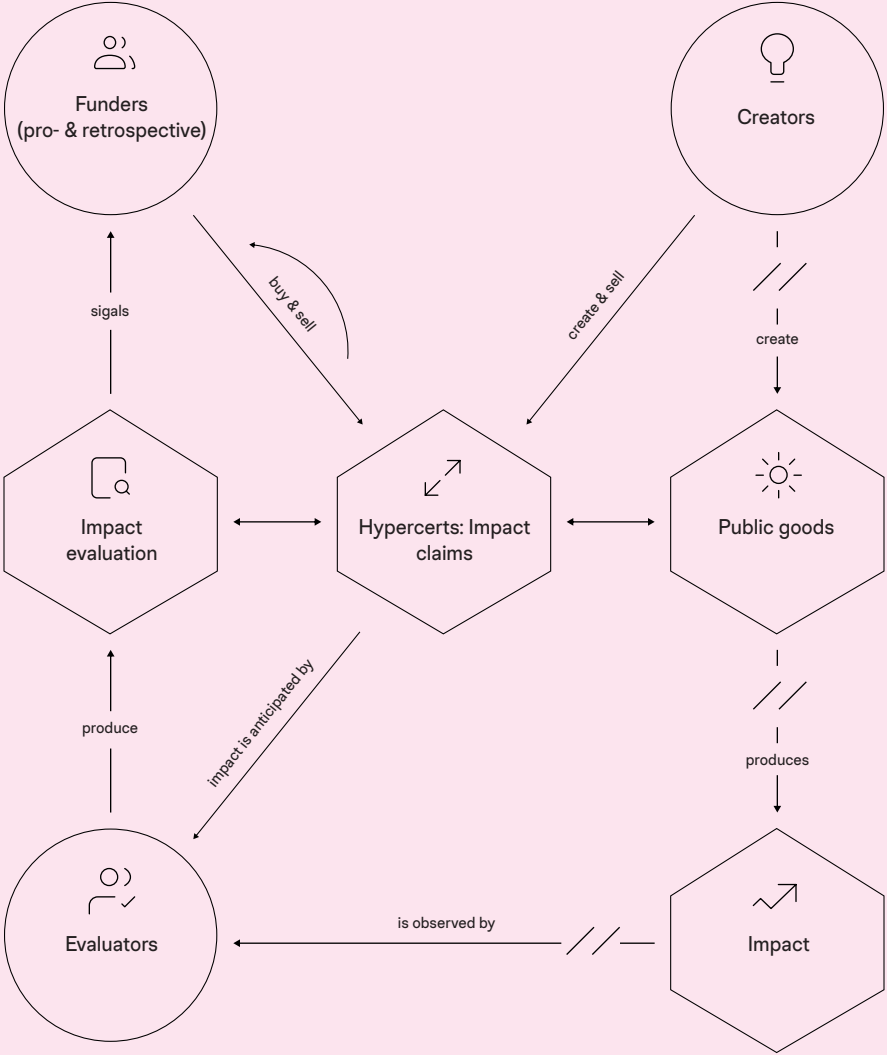 Funders
(pro- & retrospective)
Creators
buy & sell
create & sell
sigals
create
Impact
evaluation
Hypercerts: Impact
claims
Public goods
impact is anticipated by
produce
produces
is observed by
Evaluators
Impact